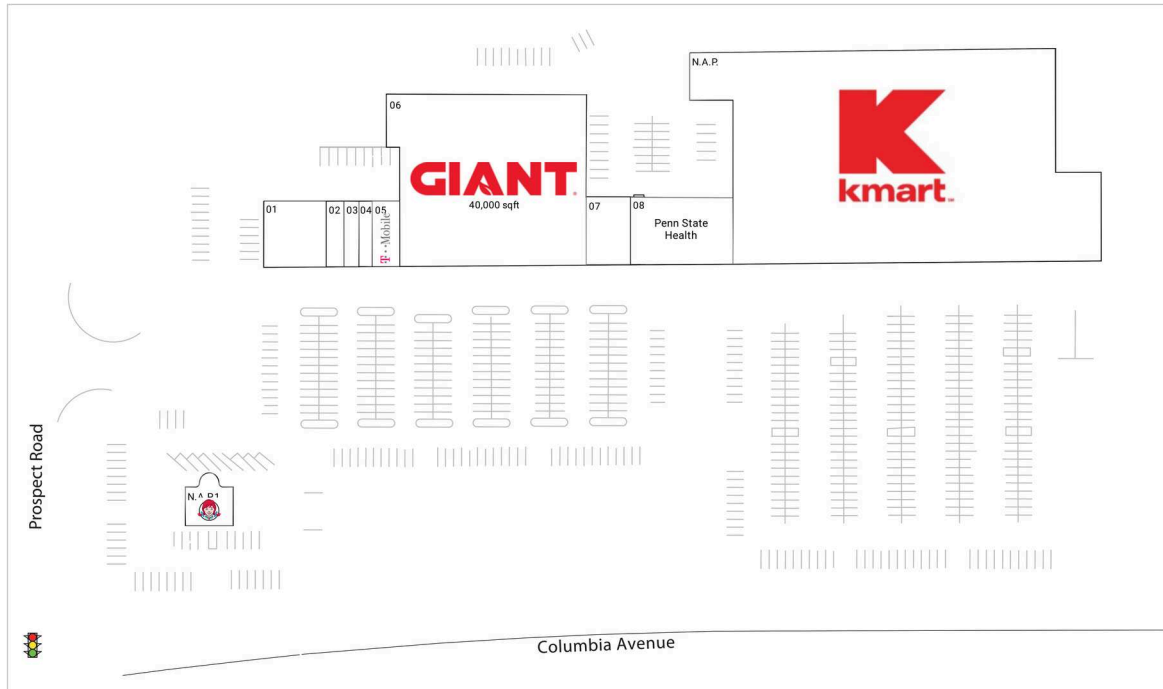 N.A.P.
K
kmart
06
GIANT
40,000 sqft
01
02
03
04
05
T··Mobile
07
08
Penn State
Health
Prospect Road
N.A.P1
Columbia Avenue